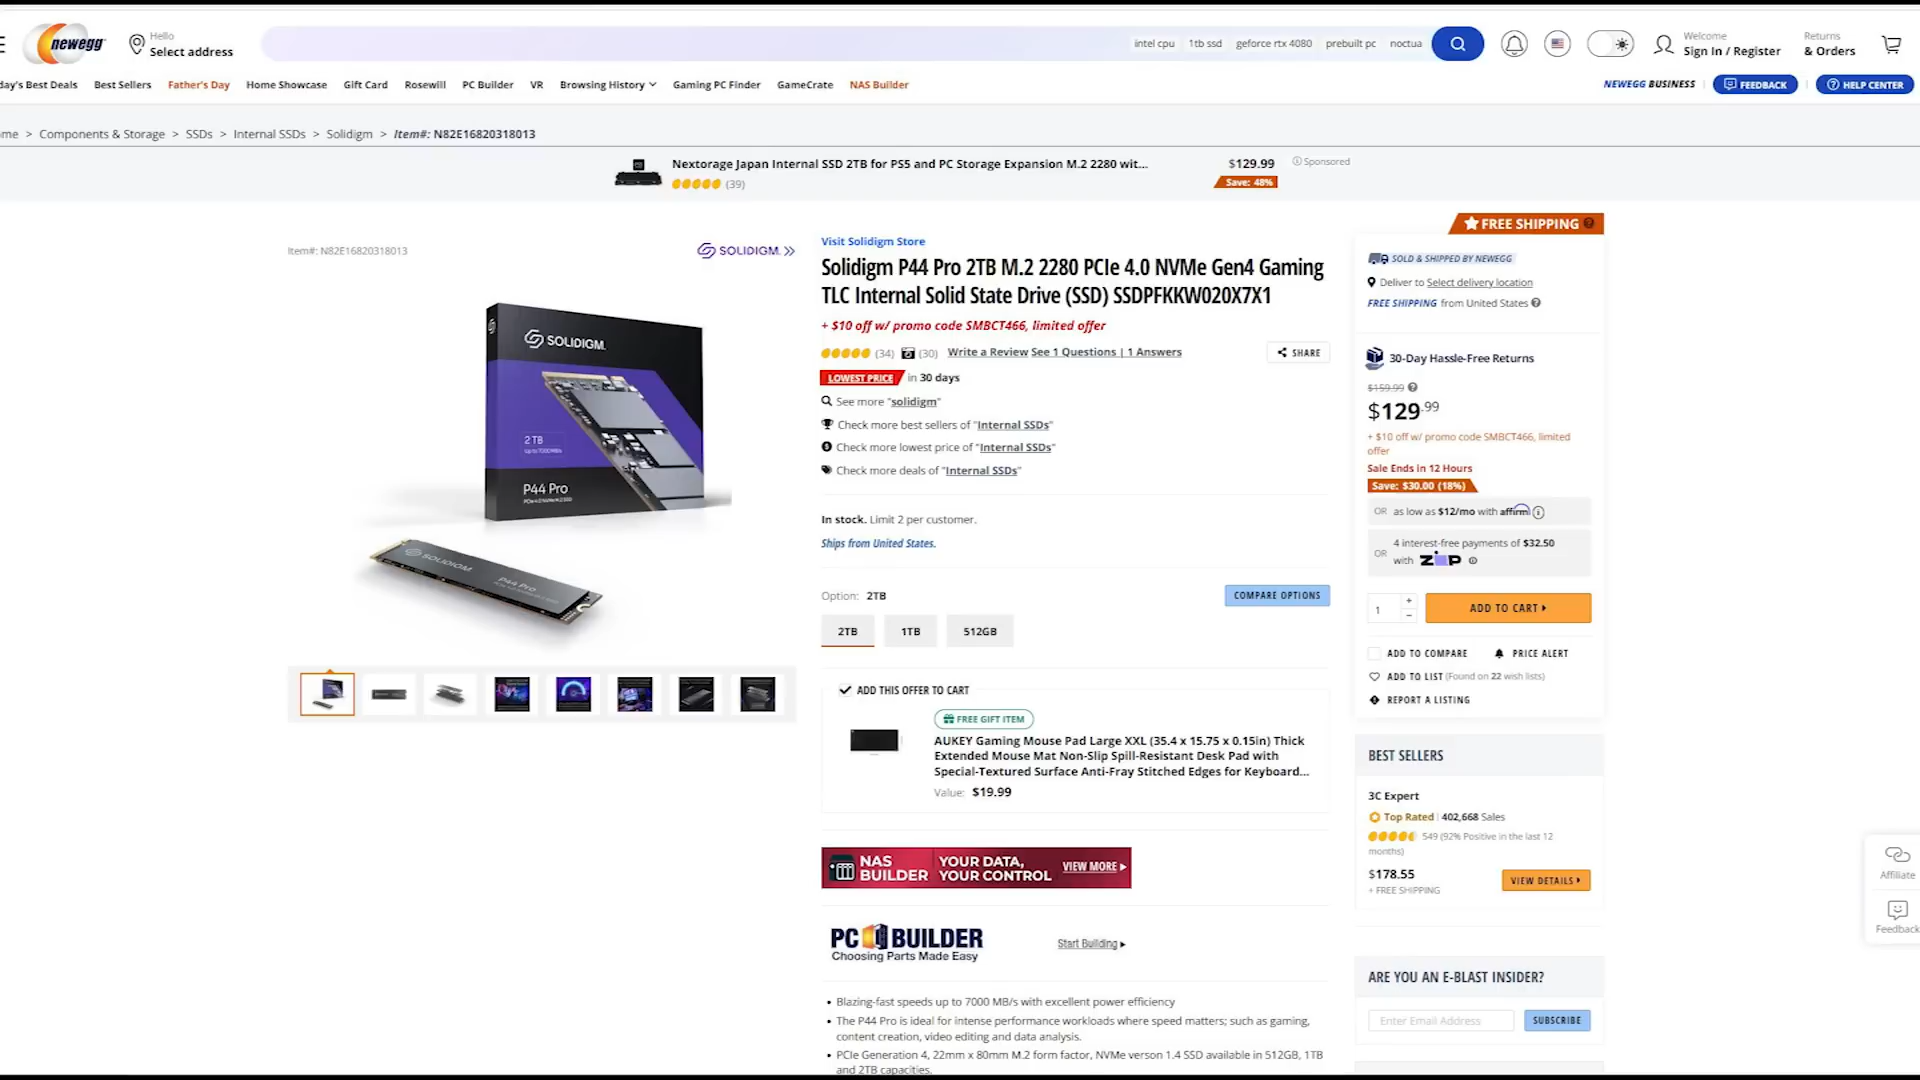 newegg
Hello
Select address
intel cpu 1tb ssd geforce rtx 4080 prebuilt pc noctua
Welcome
Sign In / Register
Returns
& Orders
day's Best Deals Best Sellers Father's Day Home Showcase Gift Card Rosewill PC Builder VR Browsing History Gaming PC Finder GameCrate NAS Builder
NEWEGG BUSINESS FEEDBACK HELP CENTER
me > Components & Storage > SSDs > Internal SSDs > Solidigm > Item#: N82E16820318013
Nextorage Japan Internal SSD 2TB for PS5 and PC Storage Expansion M.2 2280 wit...
(39)
$129.99
Save: 48%
Sponsored
Item#: N82E16820318013
SOLIDIGM
SOLIDIGM
2 TB
P44 Pro
SOLIDIGM
P44 Pro
Visit Solidigm Store
Solidigm P44 Pro 2TB M.2 2280 PCIe 4.0 NVMe Gen4 Gaming
TLC Internal Solid State Drive (SSD) SSDPFKKW020X7X1
+ $10 off w/ promo code SMBCT466, limited offer
(34) (30) Write a Review See 1 Questions | 1 Answers
SHARE
LOWEST PRICE in 30 days
See more "solidigm"
Check more best sellers of "Internal SSDs"
Check more lowest price of "Internal SSDs"
Check more deals of "Internal SSDs"
In stock. Limit 2 per customer.
Ships from United States.
Option: 2TB
COMPARE OPTIONS
2TB 1TB 512GB
ADD THIS OFFER TO CART
FREE GIFT ITEM
AUKEY Gaming Mouse Pad Large XXL (35.4 x 15.75 x 0.15in) Thick
Extended Mouse Mat Non-Slip Spill-Resistant Desk Pad with
Special-Textured Surface Anti-Fray Stitched Edges for Keyboard...
Value: $19.99
NAS
BUILDER
YOUR DATA,
YOUR CONTROL
VIEW MORE
PC BUILDER
Choosing Parts Made Easy
Start Building
• Blazing-fast speeds up to 7000 MB/s with excellent power efficiency
• The P44 Pro is ideal for intense performance workloads where speed matters; such as gaming,
content creation, video editing and data analysis.
• PCIe Generation 4, 22mm x 80mm M.2 form factor, NVMe verson 1.4 SSD available in 512GB, 1TB
and 2TB capacities.
FREE SHIPPING
SOLD & SHIPPED BY NEWEGG
Deliver to Select delivery location
FREE SHIPPING from United States
30-Day Hassle-Free Returns
$159.99
$129.99
+ $10 off w/ promo code SMBCT466, limited
offer
Sale Ends in 12 Hours
Save: $30.00 (18%)
OR as low as $12/mo with affirm
OR 4 interest-free payments of $32.50
with ZIP
1
ADD TO CART
ADD TO COMPARE PRICE ALERT
ADD TO LIST (Found on 22 wish lists)
REPORT A LISTING
BEST SELLERS
3C Expert
Top Rated | 402,668 Sales
549 (92% Positive in the last 12
months)
$178.55
+ FREE SHIPPING
VIEW DETAILS
ARE YOU AN E-BLAST INSIDER?
Enter Email Address
SUBSCRIBE
Affiliate
Feedback